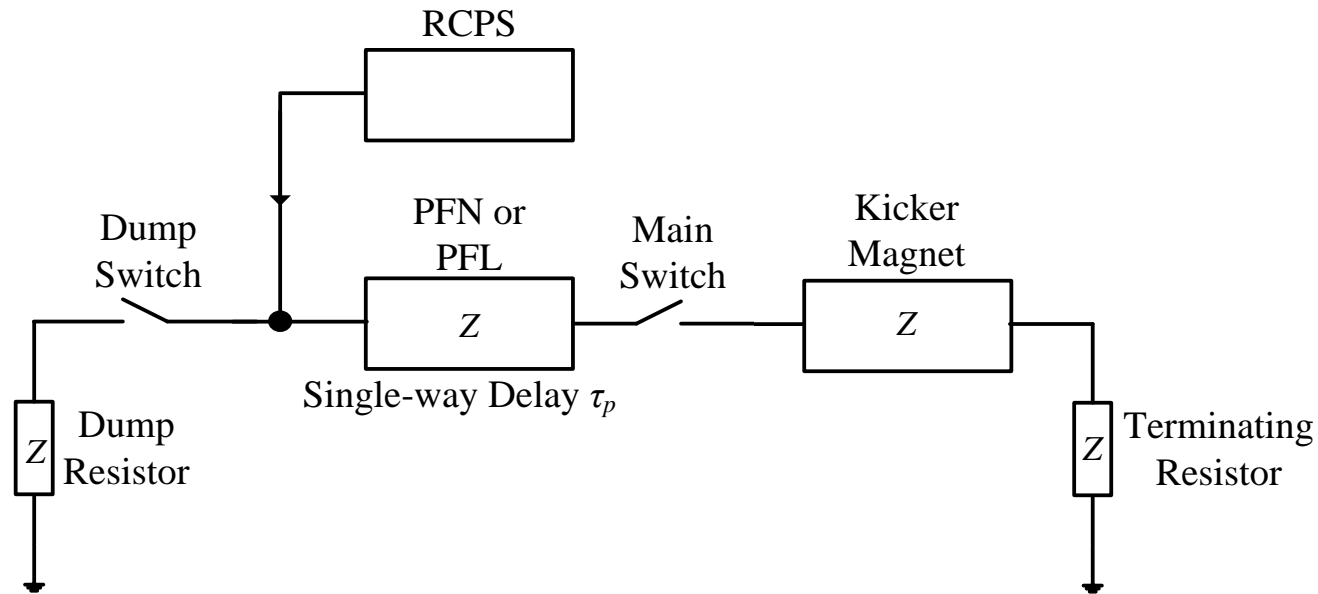 RCPS
Dump
Switch
PFN or
PFL
Main
Switch
Kicker
Magnet
Z
Z
Single-way Delay τp
Z
Dump
Resistor
Z
Terminating
Resistor